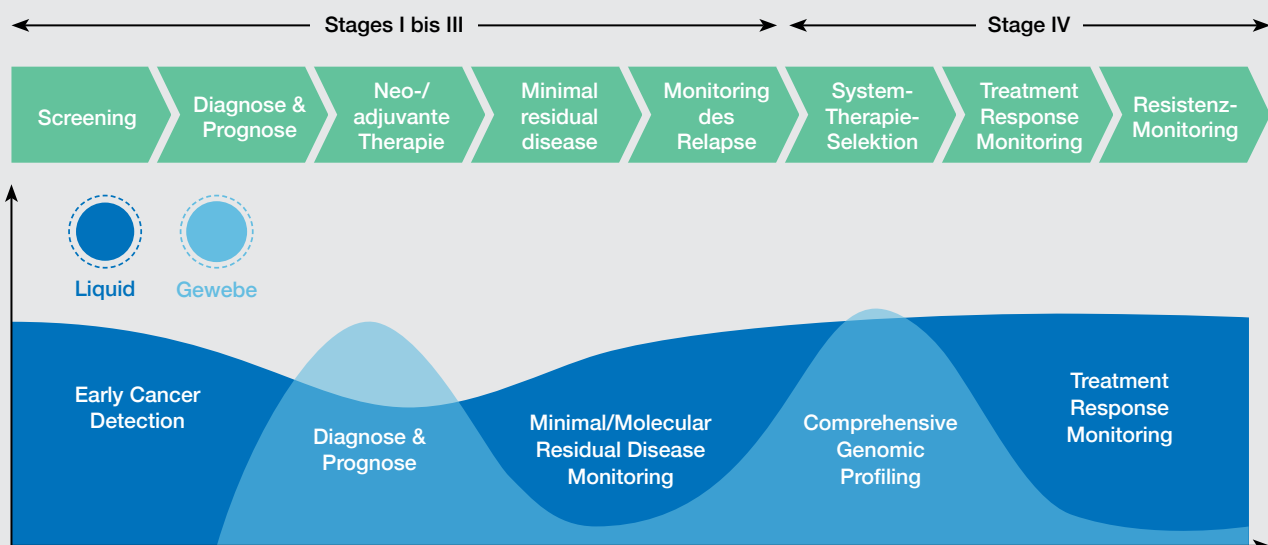 Stages I bis III
Stage IV
Screening
Diagnose &
Prognose
Neo-/
adjuvante
Therapie
Minimal
residual
disease
Monitoring
des
Relapse
System-
Therapie-
Selektion
Treatment
Response
Monitoring
Resistenz-
Monitoring
Liquid
Gewebe
Early Cancer
Detection
Diagnose &
Prognose
Minimal/Molecular
Residual Disease
Monitoring
Comprehensive
Genomic
Profiling
Treatment
Response
Monitoring